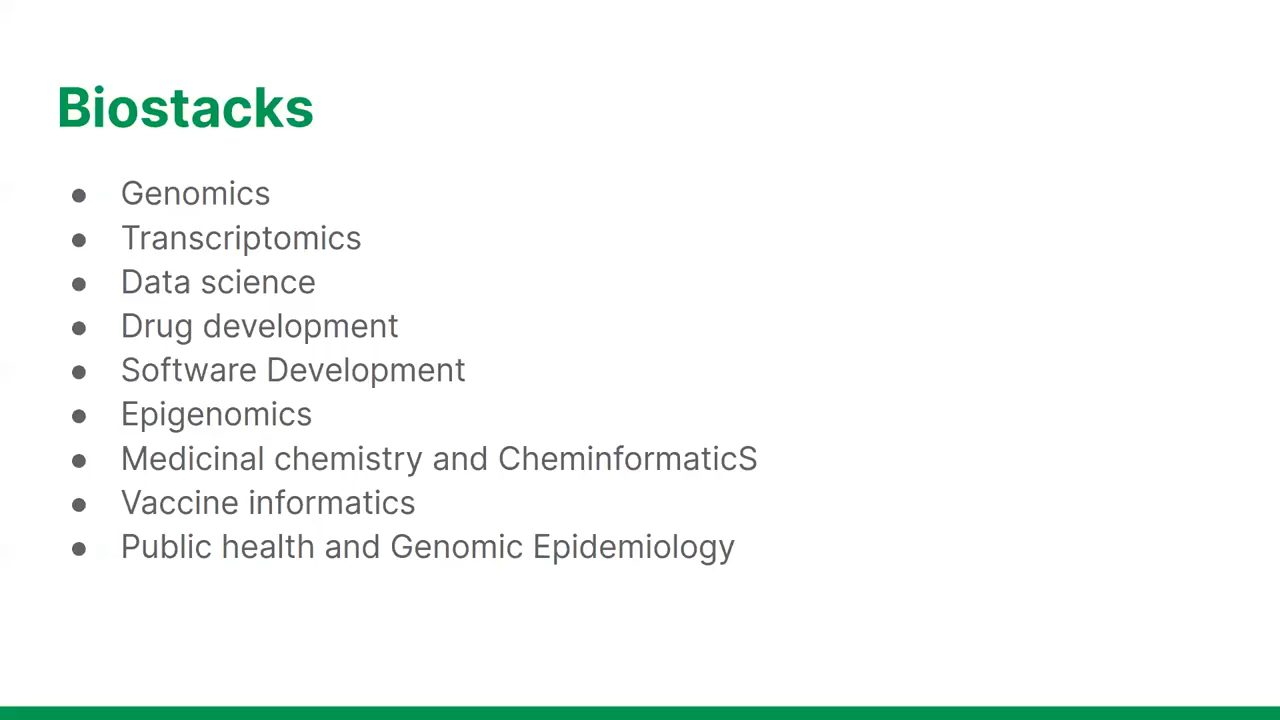 Biostacks
● Genomics
● Transcriptomics
● Data science
● Drug development
● Software Development
● Epigenomics
● Medicinal chemistry and CheminformaticS
● Vaccine informatics
● Public health and Genomic Epidemiology